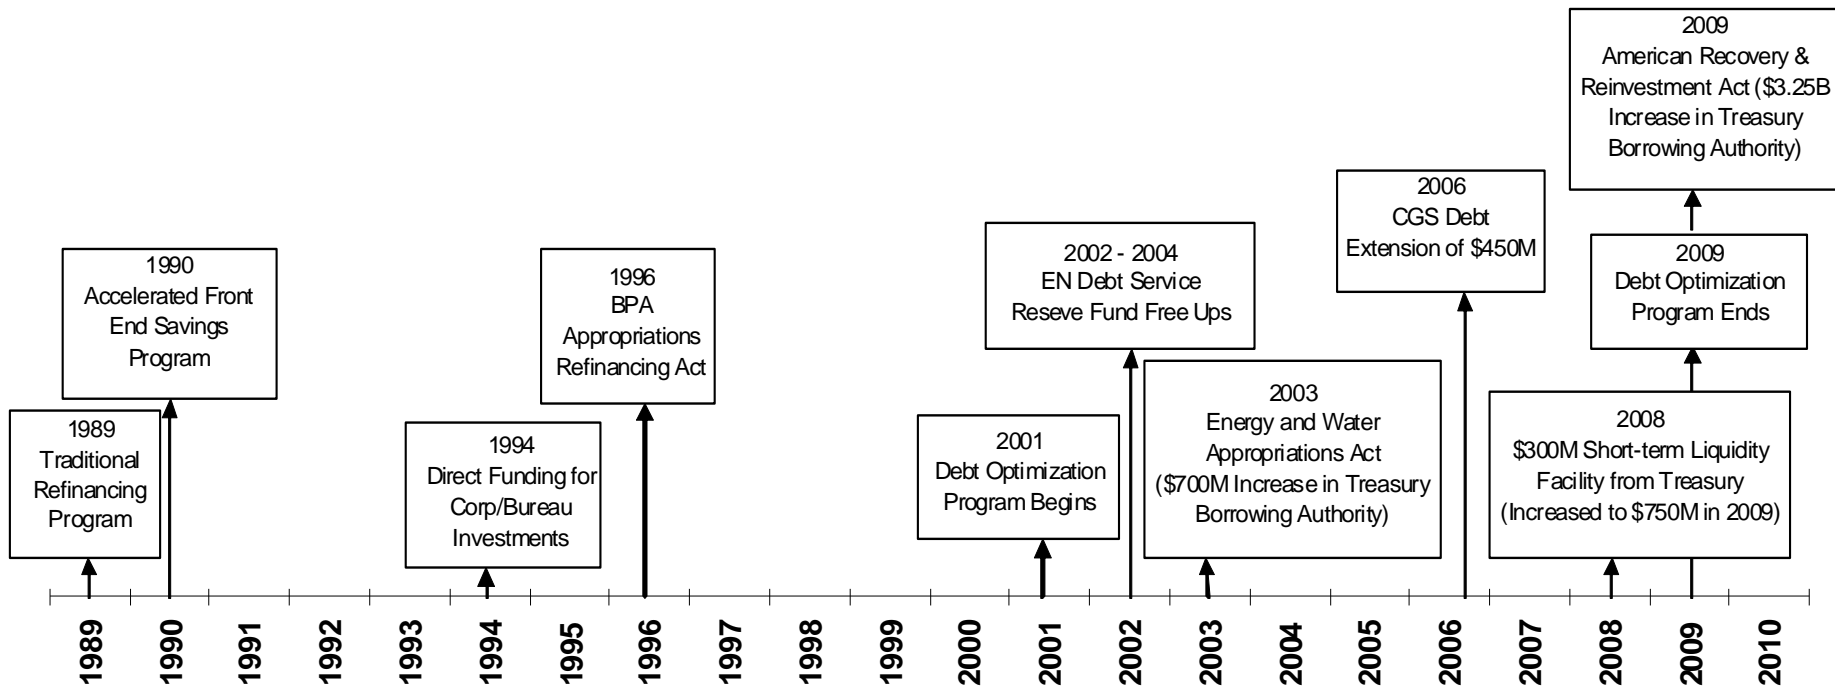 1989
Traditional
Refinancing
Program
1990
Accelerated Front
End Savings
Program
1994
Direct Funding for
Corp/Bureau
Investments
1996
BPA
Appropriations
Refinancing Act
2001
Debt Optimization
Program Begins
2002 - 2004
EN Debt Service
Reseve Fund Free Ups
2003
Energy and Water
Appropriations Act
($700M Increase in Treasury
Borrowing Authority)
2006
CGS Debt
Extension of $450M
2008
$300M Short-term Liquidity
Facility from Treasury
(Increased to $750M in 2009)
2009
Debt Optimization
Program Ends
2009
American Recovery &
Reinvestment Act ($3.25B
Increase in Treasury
Borrowing Authority)
1989
1990
1991
1992
1993
1994
1995
1996
1997
1998
1999
2000
2001
2002
2003
2004
2005
2006
2007
2008
2009
2010